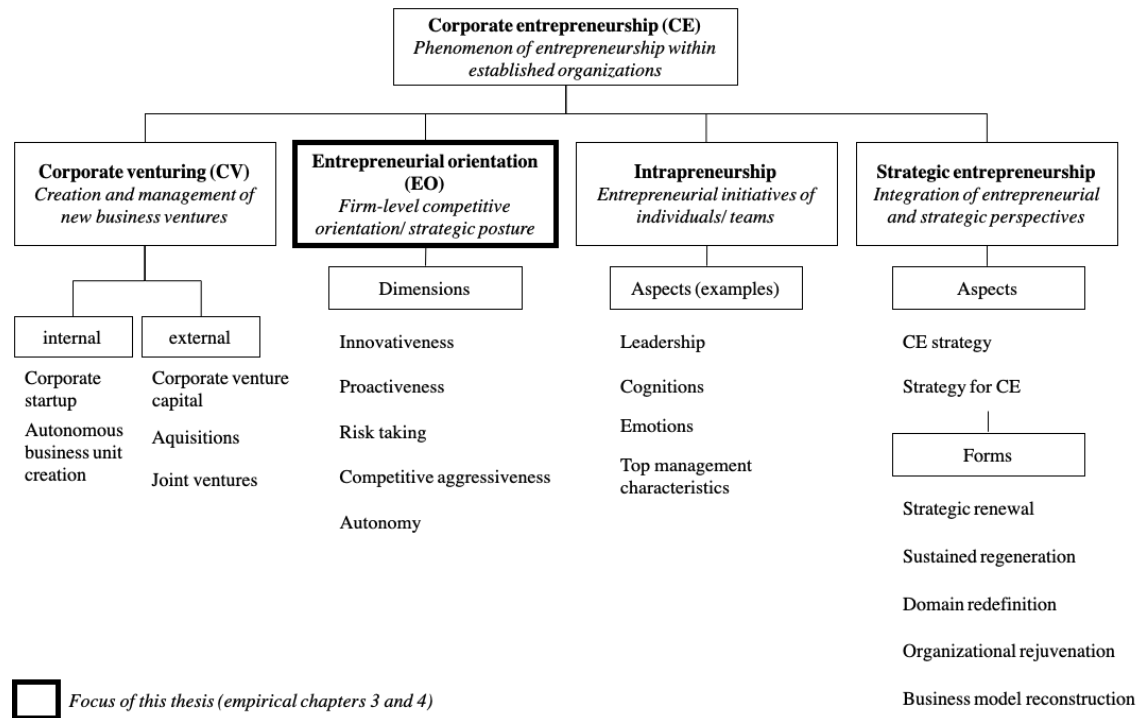 Corporate entrepreneurship (CE)
Phenomenon of entrepreneurship within
established organizations
Corporate venturing (CV)
Creation and management of
new business ventures
Entrepreneurial orientation
(EO)
Firm-level competitive
orientation/ strategic posture
Intrapreneurship
Entrepreneurial initiatives of
individuals/ teams
Strategic entrepreneurship
Integration of entrepreneurial
and strategic perspectives
internal
Corporate
startup
Autonomous
business unit
creation
external
Corporate venture
capital
Aquisitions
Joint ventures
Dimensions
Innovativeness
Proactiveness
Risk taking
Competitive aggressiveness
Autonomy
Aspects (examples)
Leadership
Cognitions
Emotions
Top management
characteristics
Aspects
CE strategy
Strategy for CE
Forms
Strategic renewal
Sustained regeneration
Domain redefinition
Organizational rejuvenation
Business model reconstruction
Focus of this thesis (empirical chapters 3 and 4)